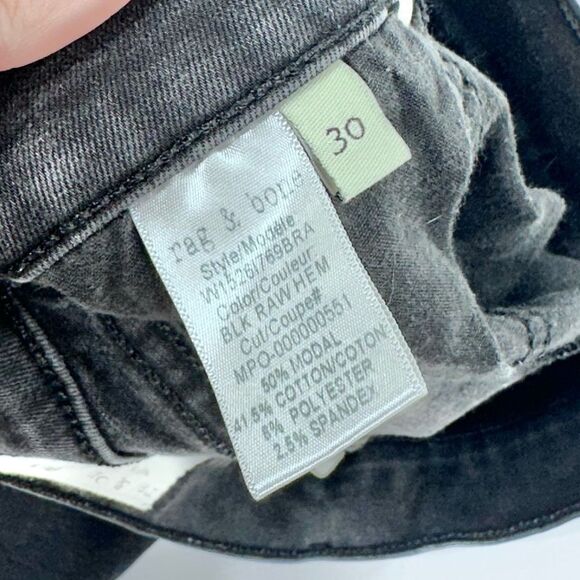 30
rag & bone
Style/Modéle
W1526I769BRA
Color/Couleur
BLK RAW HEM
Cut/Coupe#
MPO-000000551
50% MODAL
41.5% COTTON/COTON
6% POLYESTER
2.5% SPANDEX